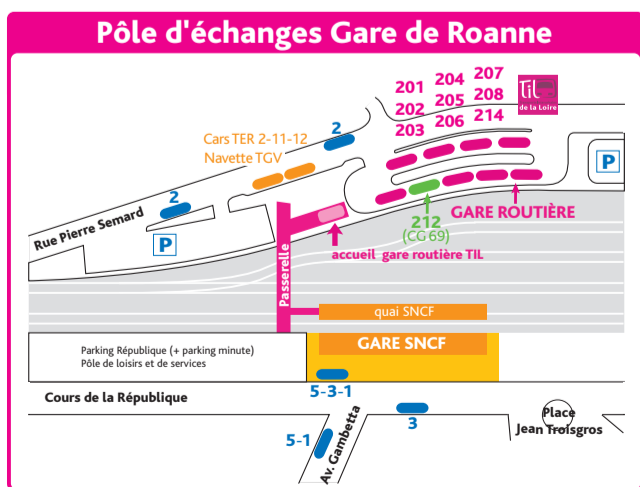 Pôle d'échanges Gare de Roanne
201 204 207
202 205 208
203 206 214
Til
de la Loire
Cars TER 2-11-12
Navette TGV
2
2
Rue Pierre Semard
P
P
GARE ROUTIÈRE
212
(CG 69)
accueil gare routière TIL
Passerelle
quai SNCF
GARE SNCF
Parking République (+ parking minute)
Pôle de loisirs et de services
5-3-1
Cours de la République
3
5-1
Av. Gambetta
Place
Jean Troisgros